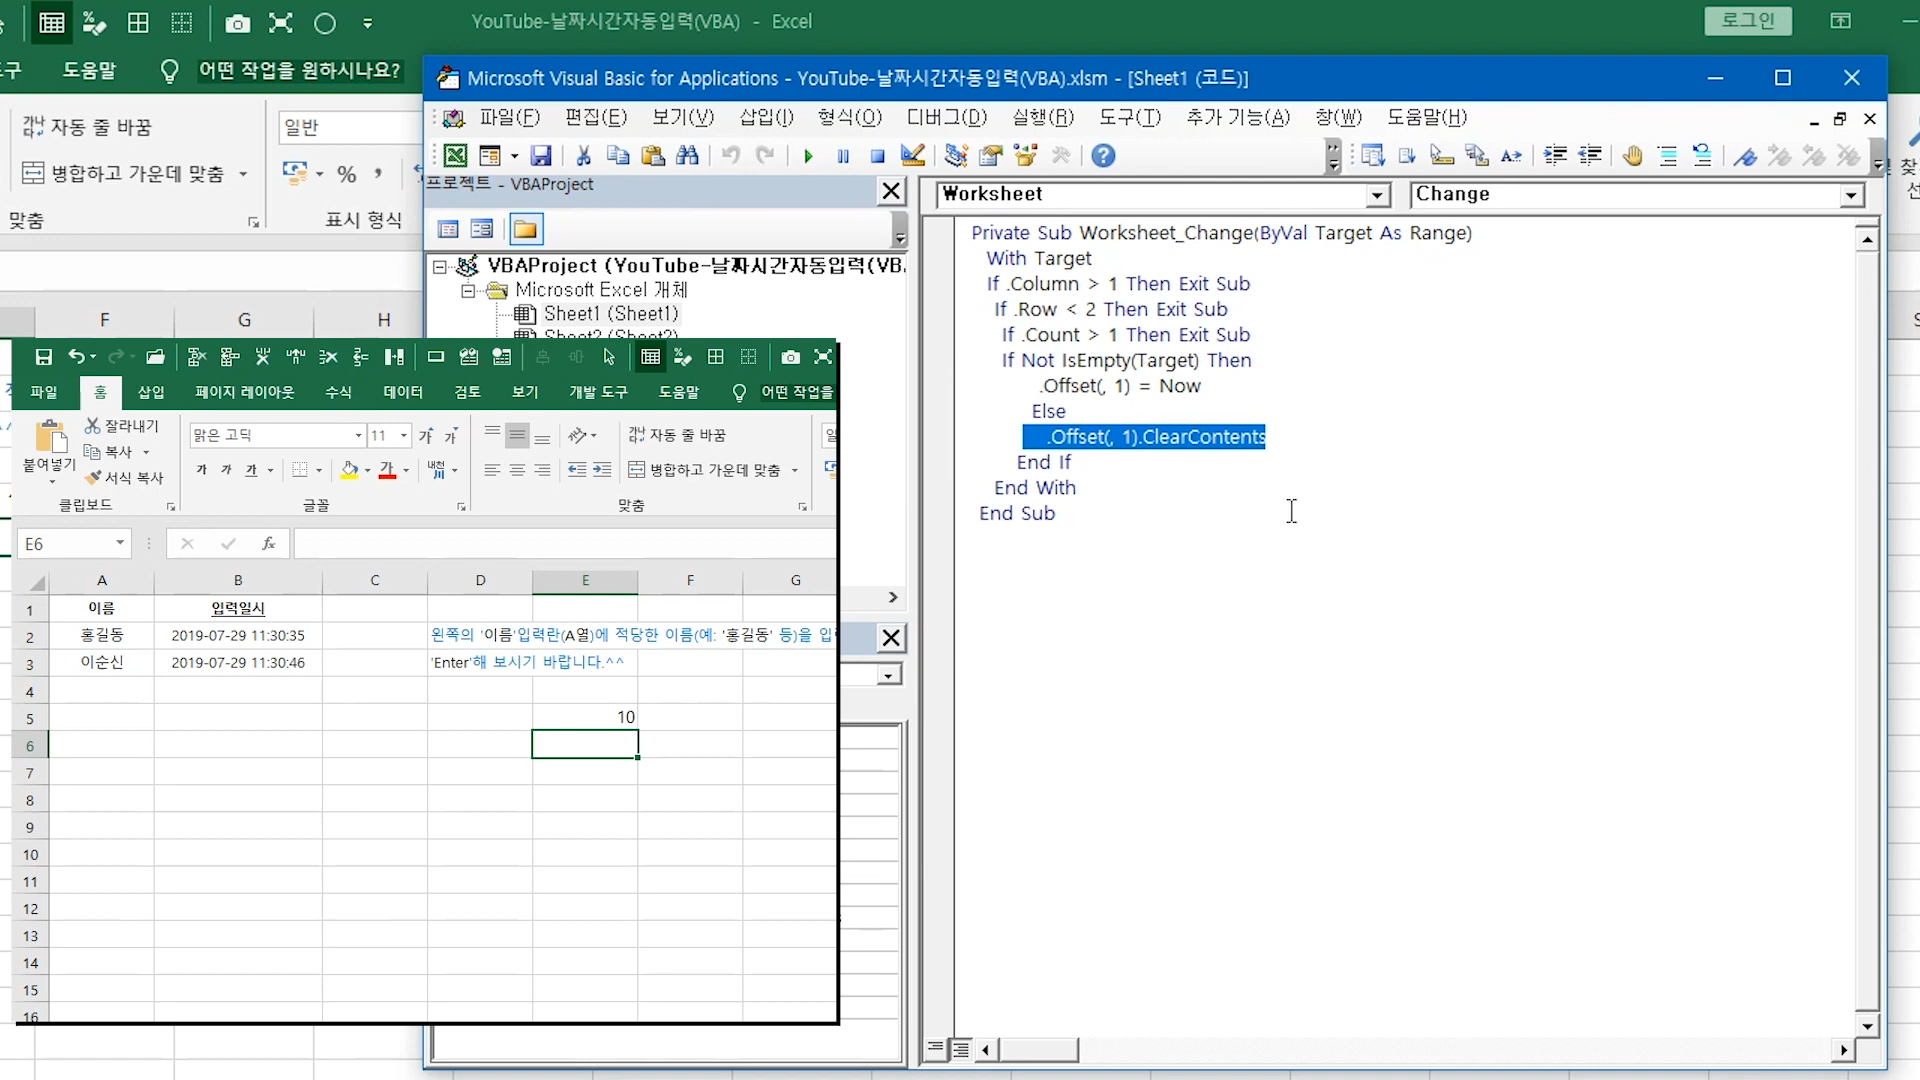 YouTube-날짜시간자동입력(VBA) - Excel
로그인
도움말
어떤 작업을 원하시나요?
자동 줄 바꿈
일반
병합하고 가운데 맞춤
%
맞춤
표시 형식
F G H
Microsoft Visual Basic for Applications - YouTube-날짜시간자동입력(VBA).xlsm - [Sheet1 (코드)]
파일(F) 편집(E) 보기(V) 삽입(I) 형식(O) 디버그(D) 실행(R) 도구(T) 추가 기능(A) 창(W) 도움말(H)
프로젝트 - VBAProject
VBAProject (YouTube-날짜시간자동입력(VB
Microsoft Excel 개체
Sheet1 (Sheet1)
Sheet2 (Sheet2)
Worksheet
Change
Private Sub Worksheet_Change(ByVal Target As Range)
With Target
If .Column > 1 Then Exit Sub
If .Row < 2 Then Exit Sub
If .Count > 1 Then Exit Sub
If Not IsEmpty(Target) Then
.Offset(, 1) = Now
Else
.Offset(, 1).ClearContents
End If
End With
End Sub
파일 홈 삽입 페이지 레이아웃 수식 데이터 검토 보기 개발 도구 도움말 어떤 작업을
붙여넣기
잘라내기
복사
서식 복사
클립보드
맑은 고딕
11
가 가 가
가
내천
글꼴
자동 줄 바꿈
병합하고 가운데 맞춤
맞춤
E6
fx
A B C D E F G
1 이름 입력일시
2 홍길동 2019-07-29 11:30:35 왼쪽의 '이름'입력란(A열)에 적당한 이름(예: '홍길동' 등)을 입
3 이순신 2019-07-29 11:30:46 'Enter'해 보시기 바랍니다.^^
4
5 10
6
7
8
9
10
11
12
13
14
15
16